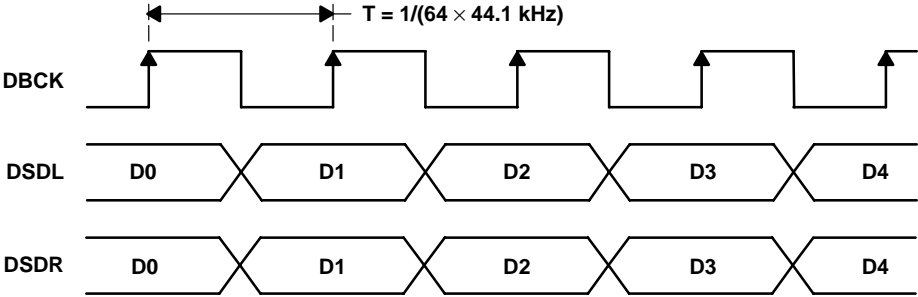 T = 1/(64 × 44.1 kHz)
DBCK
DSDL D0 D1 D2 D3 D4
DSDR D0 D1 D2 D3 D4